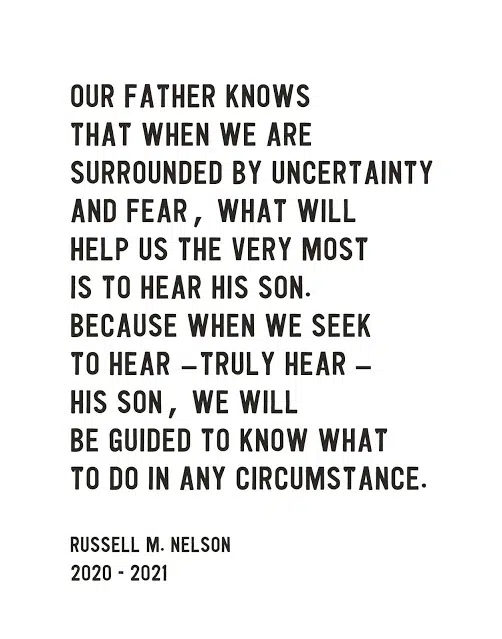 OUR FATHER KNOWS
THAT WHEN WE ARE
SURROUNDED BY UNCERTAINTY
AND FEAR, WHAT WILL
HELP US THE VERY MOST
IS TO HEAR HIS SON.
BECAUSE WHEN WE SEEK
TO HEAR –TRULY HEAR –
HIS SON, WE WILL
BE GUIDED TO KNOW WHAT
TO DO IN ANY CIRCUMSTANCE.
RUSSELL M. NELSON
2020 - 2021